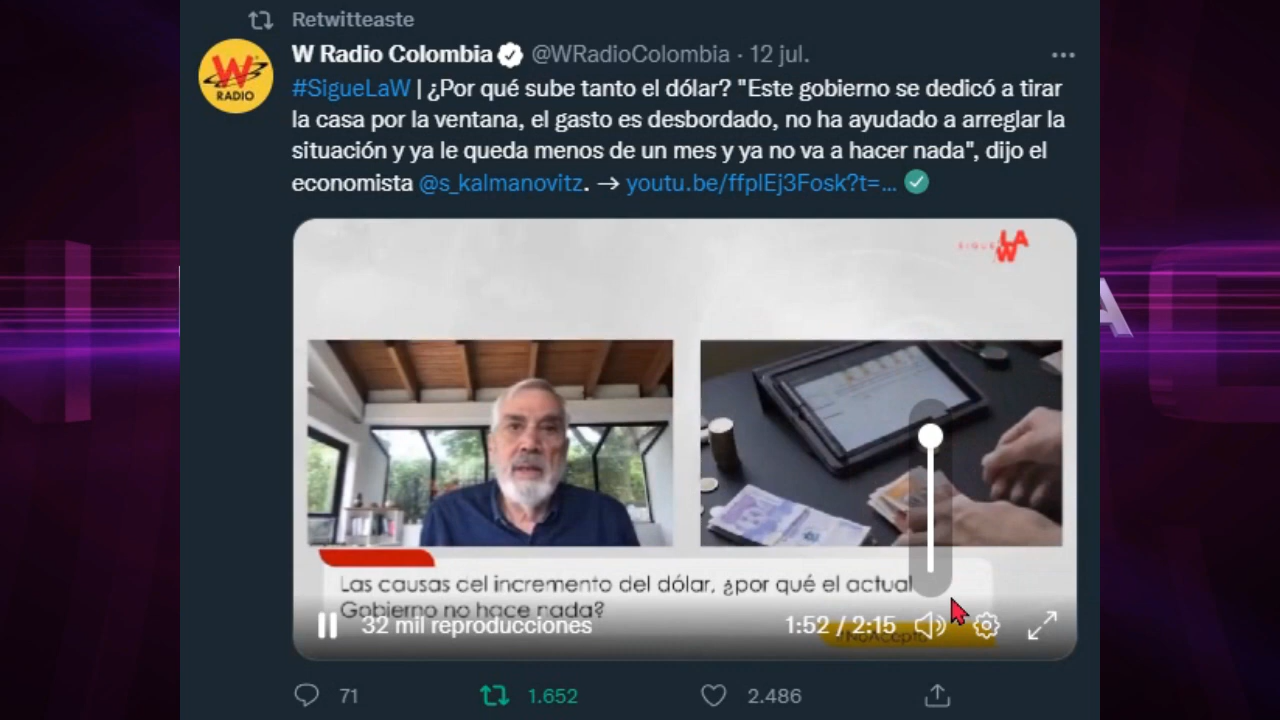 Retwitteaste
W Radio Colombia @WRadioColombia · 12 jul.
W
RADIO
#SigueLaW | ¿Por qué sube tanto el dólar? "Este gobierno se dedicó a tirar
la casa por la ventana, el gasto es desbordado, no ha ayudado a arreglar la
situación y ya le queda menos de un mes y ya no va a hacer nada", dijo el
economista @s_kalmanovitz. → youtu.be/ffplEj3Fosk?t=...
SIGUE LA W
Las causas del incremento del dólar, ¿por qué el actual
Gobierno no hace nada?
32 mil reproducciones 1:52 / 2:15
71 1.652 2.486
A